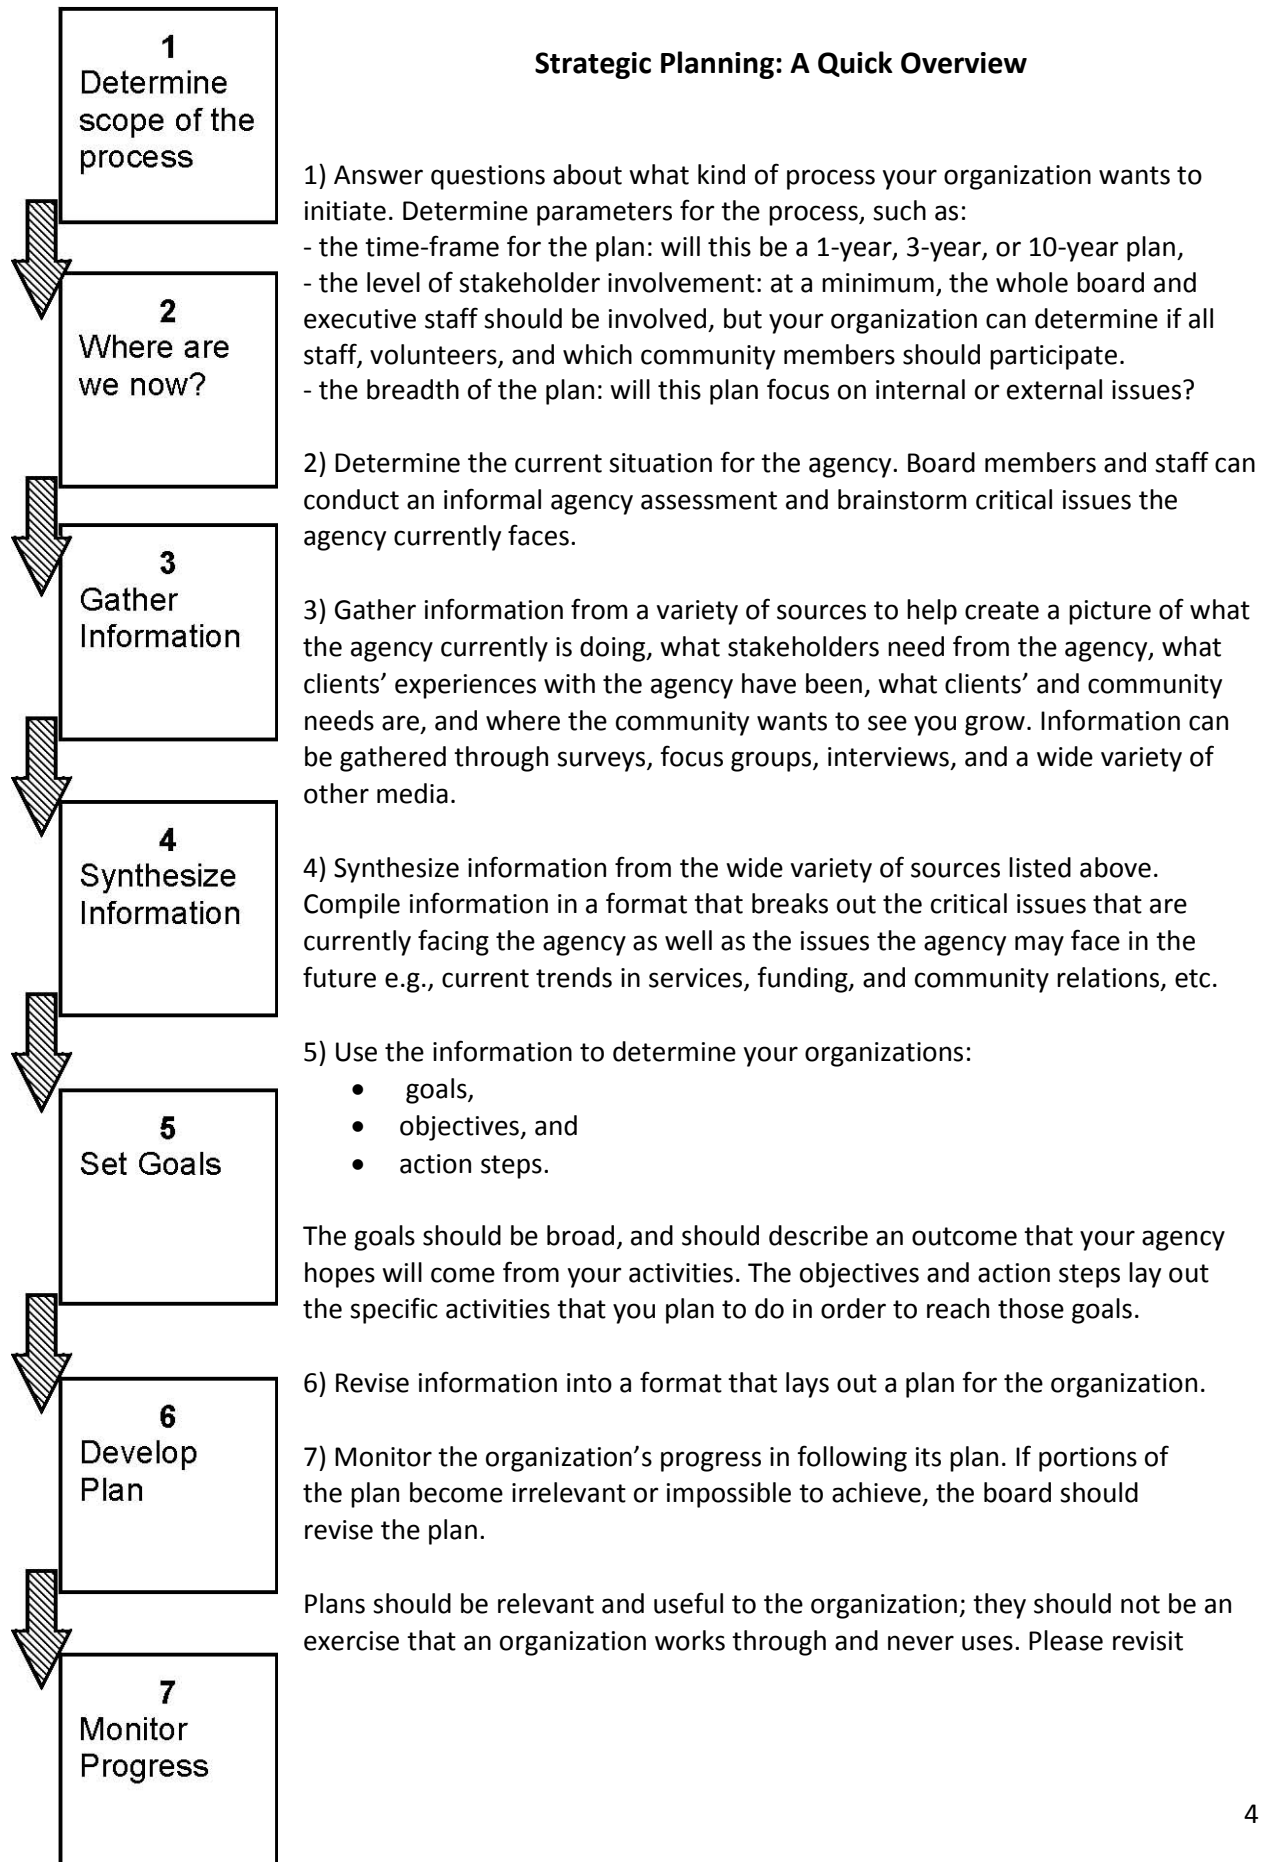 1
Determine
scope of the
process
2
Where are
we now?
3
Gather
Information
4
Synthesize
Information
5
Set Goals
6
Develop
Plan
7
Monitor
Progress
Strategic Planning: A Quick Overview
1) Answer questions about what kind of process your organization wants to
initiate. Determine parameters for the process, such as:
- the time-frame for the plan: will this be a 1-year, 3-year, or 10-year plan,
- the level of stakeholder involvement: at a minimum, the whole board and
executive staff should be involved, but your organization can determine if all
staff, volunteers, and which community members should participate.
- the breadth of the plan: will this plan focus on internal or external issues?
2) Determine the current situation for the agency. Board members and staff can
conduct an informal agency assessment and brainstorm critical issues the
agency currently faces.
3) Gather information from a variety of sources to help create a picture of what
the agency currently is doing, what stakeholders need from the agency, what
clients’ experiences with the agency have been, what clients’ and community
needs are, and where the community wants to see you grow. Information can
be gathered through surveys, focus groups, interviews, and a wide variety of
other media.
4) Synthesize information from the wide variety of sources listed above.
Compile information in a format that breaks out the critical issues that are
currently facing the agency as well as the issues the agency may face in the
future e.g., current trends in services, funding, and community relations, etc.
5) Use the information to determine your organizations:
• goals,
• objectives, and
• action steps.
The goals should be broad, and should describe an outcome that your agency
hopes will come from your activities. The objectives and action steps lay out
the specific activities that you plan to do in order to reach those goals.
6) Revise information into a format that lays out a plan for the organization.
7) Monitor the organization’s progress in following its plan. If portions of
the plan become irrelevant or impossible to achieve, the board should
revise the plan.
Plans should be relevant and useful to the organization; they should not be an
exercise that an organization works through and never uses. Please revisit
4